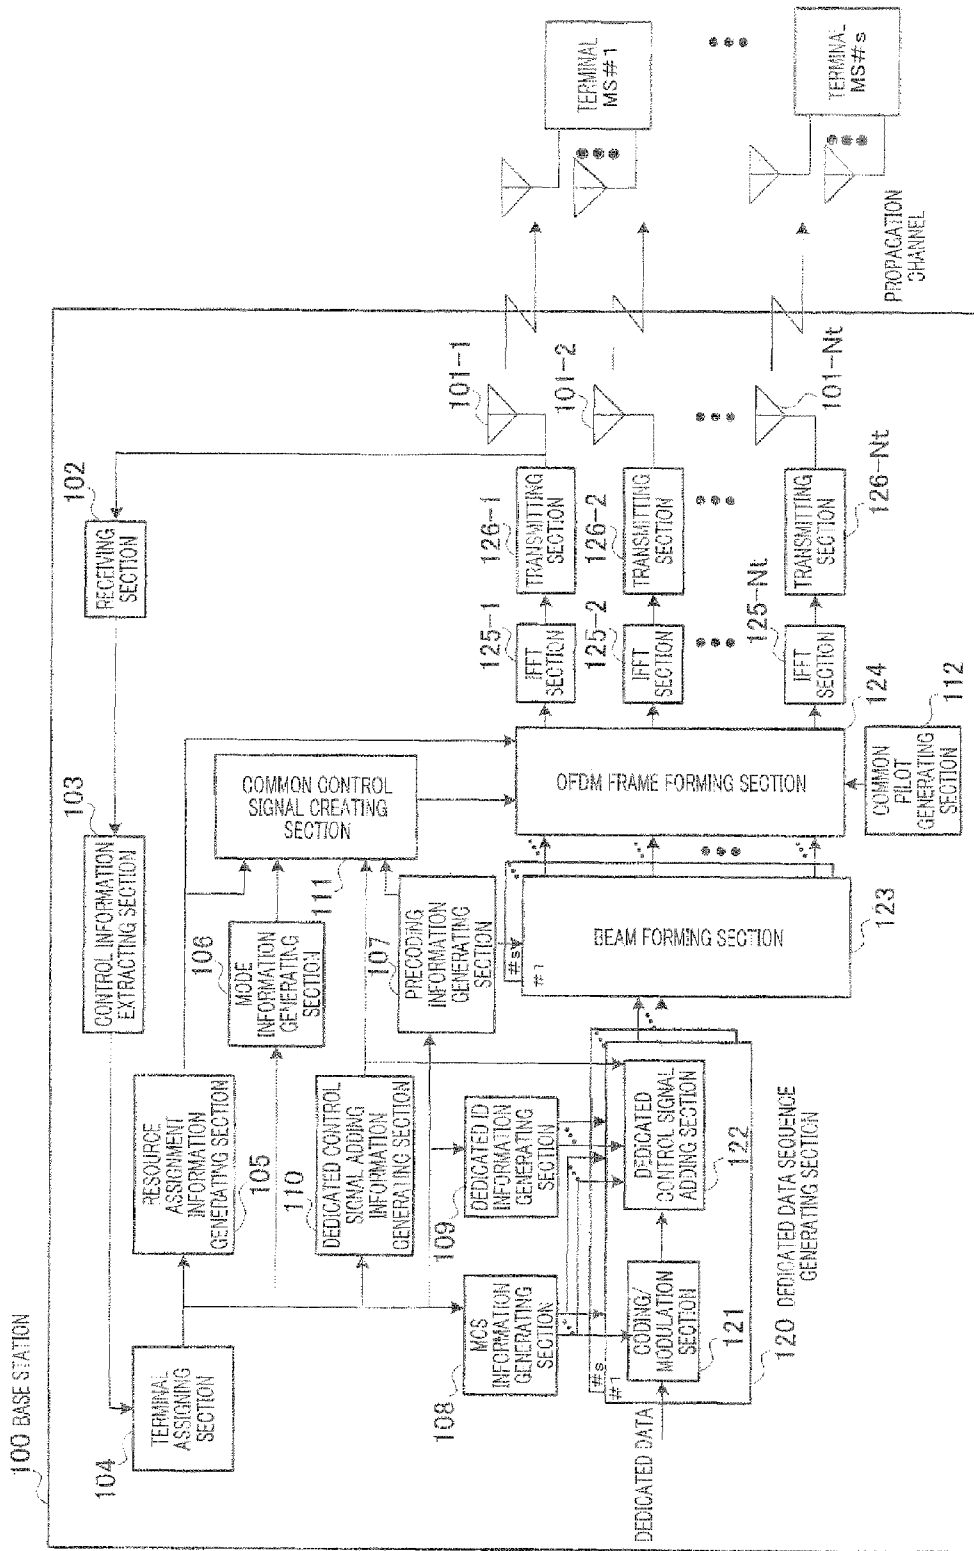 100 BASE STATION
104
TERMINAL
ASSIGNING
SECTION
103
CONTROL INFORMATION
EXTRACTING SECTION
102
RECEIVING
SECTION
RESOURCE
ASSIGNMENT
INFORMATION
GENERATING SECTION
105
106
MODE
INFORMATION
GENERATING
SECTION
COMMON CONTROL
SIGNAL CREATING
SECTION
111
110
DEDICATED CONTROL
SIGNAL ADDING
INFORMATION
GENERATING SECTION
107
PRECODING
INFORMATION
GENERATING
SECTION
108
MCS
INFORMATION
GENERATING
SECTION
109
DEDICATED ID
INFORMATION
GENERATING
SECTION
#s
#1
CODING/
MODULATION
SECTION
121
DEDICATED
CONTROL SIGNAL
ADDING SECTION
122
DEDICATED DATA
120 DEDICATED DATA SEQUENCE
GENERATING SECTION
#s
#1
BEAM FORMING SECTION
123
OFDM FRAME FORMING SECTION
124
COMMON
PILOT
GENERATING
SECTION
112
125-1
IFFT
SECTION
125-2
IFFT
SECTION
125-Nt
IFFT
SECTION
126-1
TRANSMITTING
SECTION
126-2
TRANSMITTING
SECTION
TRANSMITTING
SECTION
126-Nt
101-1
101-2
101-Nt
PROPAGATION
CHANNEL
TERMINAL
MS#1
TERMINAL
MS#s